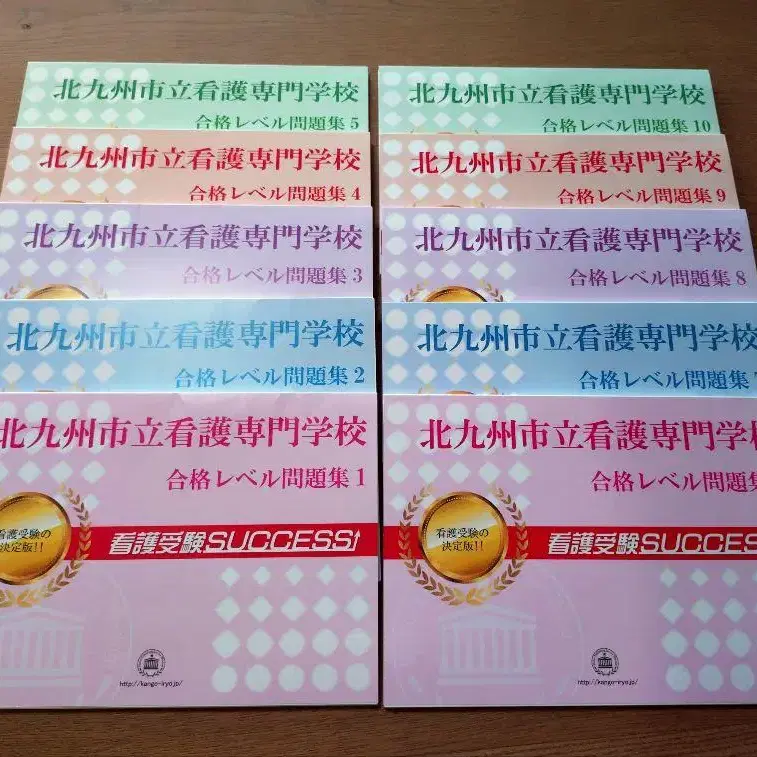 北九州市立看護専門学校
合格レベル問題集5
北九州市立看護専門学校
合格レベル問題集4
北九州市立看護専門学校
合格レベル問題集3
北九州市立看護専門学校
合格レベル問題集2
北九州市立看護専門学校
合格レベル問題集1
看護受験の
決定版!!
看護受験SUCCESS
http://kango-iryo.jp/
北九州市立看護専門学校
合格レベル問題集10
北九州市立看護専門学校
合格レベル問題集9
北九州市立看護専門学校
合格レベル問題集8
北九州市立看護専門学校
合格レベル問題集
北九州市立看護専門学
合格レベル問題集
看護受験の
決定版!!
看護受験SUCCESS
http://kango-iryo.jp/